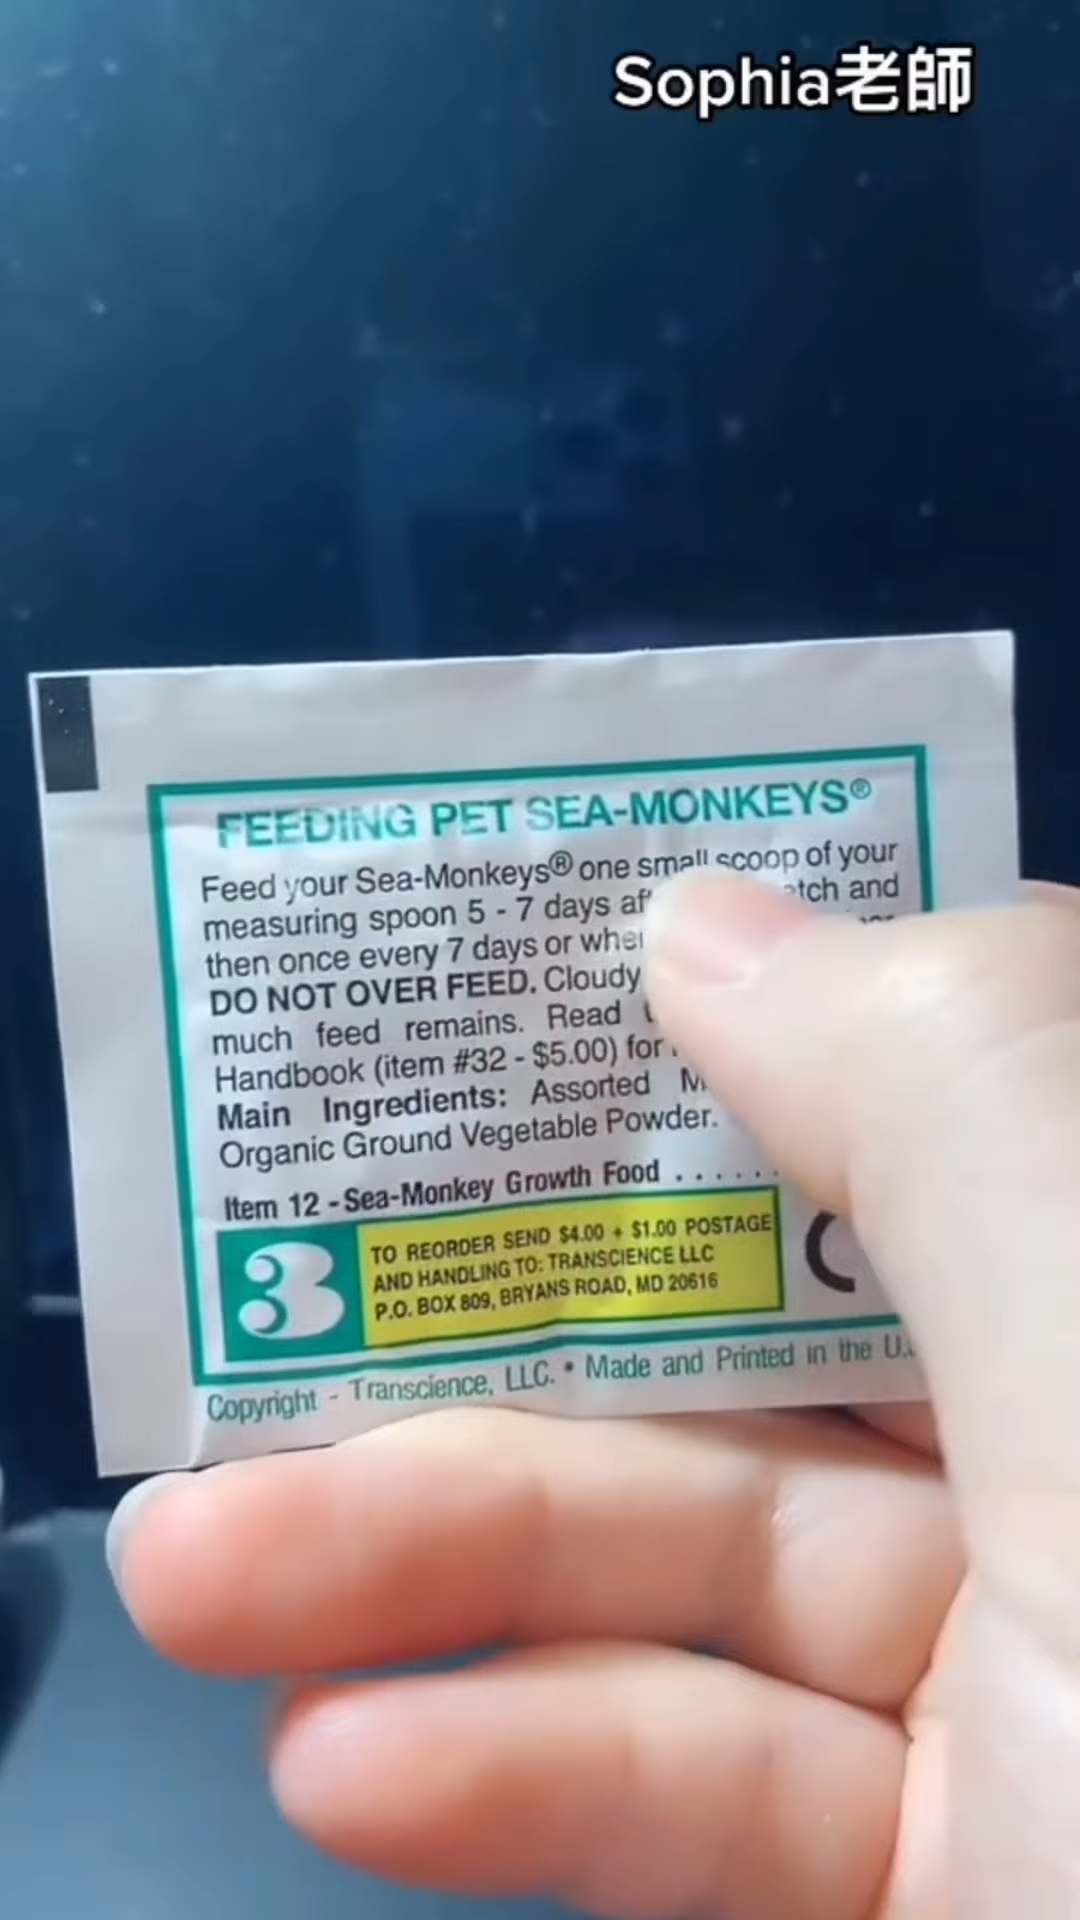 Sophia老師
FEEDING PET SEA-MONKEYS®
Feed your Sea-Monkeys® one small scoop of your
measuring spoon 5 - 7 days and
then once every 7 days or
DO NOT OVER FEED. Cloudy
much feed remains. Read
Handbook (item #32 - $5.00) for
Main Ingredients: Assorted
Organic Ground Vegetable Powder.
Item 12 - Sea-Monkey Growth Food . . . . . .
3
TO REORDER SEND $4.00 + $1.00 POSTAGE
AND HANDLING TO: TRANSCIENCE LLC
P.O. BOX 809, BRYANS ROAD, MD 20616
Copyright - Transcience, LLC. • Made and Printed in the